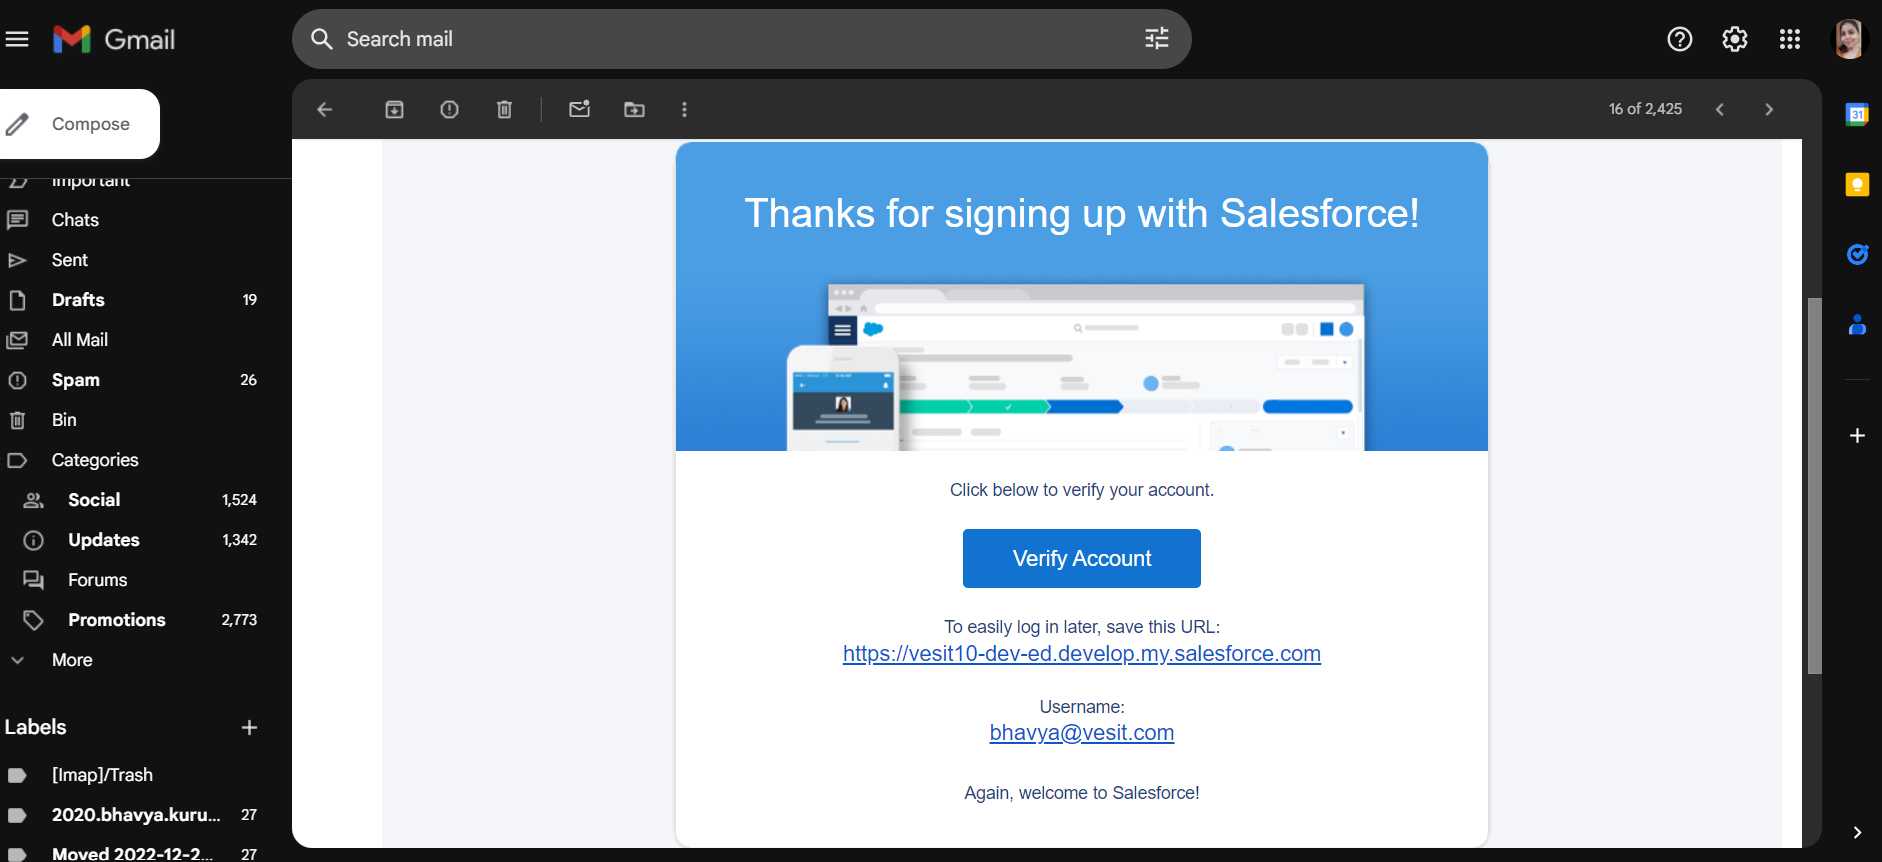 Gmail
Search mail
Compose
16 of 2,425
Important
Chats
Sent
Drafts 19
All Mail
Spam 26
Bin
Categories
Social 1,524
Updates 1,342
Forums
Promotions 2,773
More
Labels
[Imap]/Trash
2020.bhavya.kuru... 27
Moved 2022-12-2... 27
Thanks for signing up with Salesforce!
Click below to verify your account.
Verify Account
To easily log in later, save this URL:
https://vesit10-dev-ed.develop.my.salesforce.com
Username:
bhavya@vesit.com
Again, welcome to Salesforce!
31